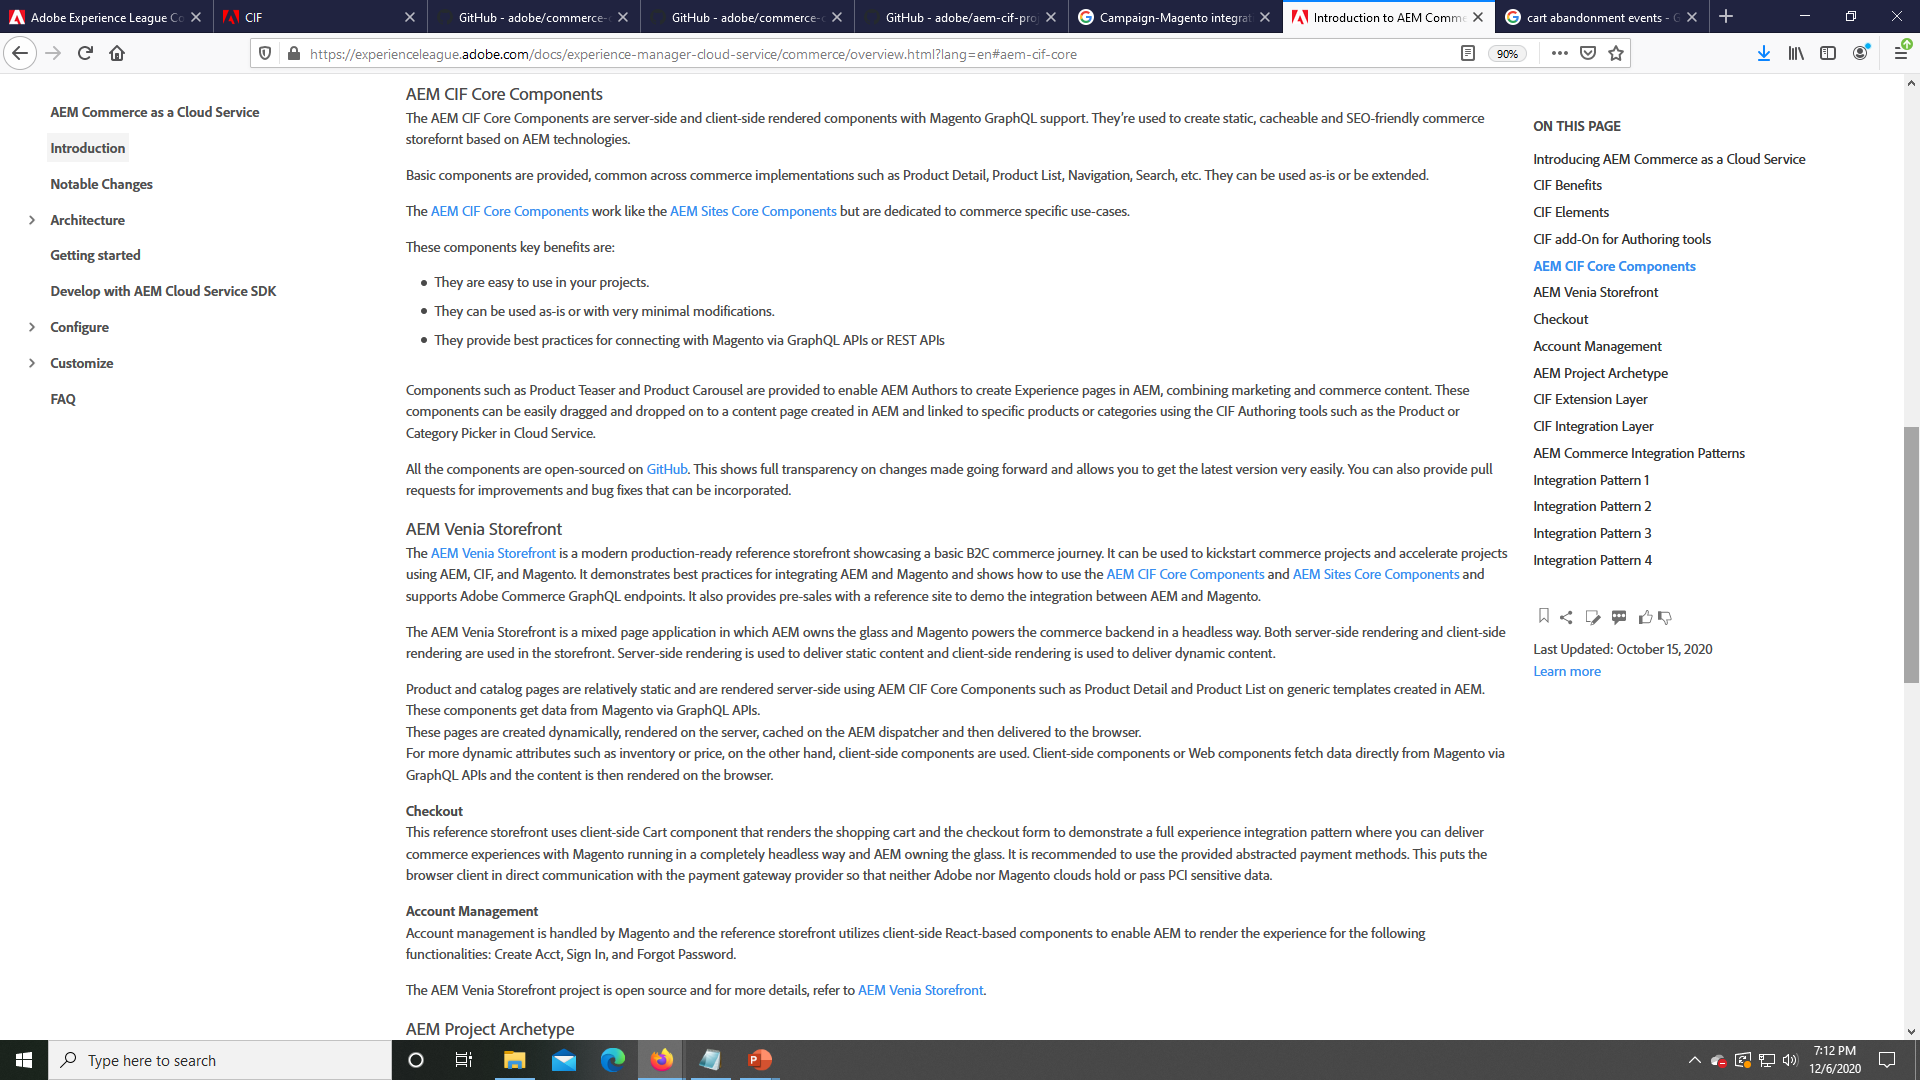 Adobe Experience League Co
CIF
GitHub - adobe/commerce-c
GitHub - adobe/commerce-c
GitHub - adobe/aem-cif-proj
Campaign-Magento integrat
Introduction to AEM Comme
cart abandonment events - G
https://experienceleague.adobe.com/docs/experience-manager-cloud-service/commerce/overview.html?lang=en#aem-cif-core
90%
AEM Commerce as a Cloud Service
Introduction
Notable Changes
Architecture
Getting started
Develop with AEM Cloud Service SDK
Configure
Customize
FAQ
AEM CIF Core Components
The AEM CIF Core Components are server-side and client-side rendered components with Magento GraphQL support. They're used to create static, cacheable and SEO-friendly commerce
storefornt based on AEM technologies.
Basic components are provided, common across commerce implementations such as Product Detail, Product List, Navigation, Search, etc. They can be used as-is or be extended.
The AEM CIF Core Components work like the AEM Sites Core Components but are dedicated to commerce specific use-cases.
These components key benefits are:
They are easy to use in your projects.
They can be used as-is or with very minimal modifications.
They provide best practices for connecting with Magento via GraphQL APIs or REST APIs
Components such as Product Teaser and Product Carousel are provided to enable AEM Authors to create Experience pages in AEM, combining marketing and commerce content. These
components can be easily dragged and dropped on to a content page created in AEM and linked to specific products or categories using the CIF Authoring tools such as the Product or
Category Picker in Cloud Service.
All the components are open-sourced on GitHub. This shows full transparency on changes made going forward and allows you to get the latest version very easily. You can also provide pull
requests for improvements and bug fixes that can be incorporated.
AEM Venia Storefront
The AEM Venia Storefront is a modern production-ready reference storefront showcasing a basic B2C commerce journey. It can be used to kickstart commerce projects and accelerate projects
using AEM, CIF, and Magento. It demonstrates best practices for integrating AEM and Magento and shows how to use the AEM CIF Core Components and AEM Sites Core Components and
supports Adobe Commerce GraphQL endpoints. It also provides pre-sales with a reference site to demo the integration between AEM and Magento.
The AEM Venia Storefront is a mixed page application in which AEM owns the glass and Magento powers the commerce backend in a headless way. Both server-side rendering and client-side
rendering are used in the storefront. Server-side rendering is used to deliver static content and client-side rendering is used to deliver dynamic content.
Product and catalog pages are relatively static and are rendered server-side using AEM CIF Core Components such as Product Detail and Product List on generic templates created in AEM.
These components get data from Magento via GraphQL APIs.
These pages are created dynamically, rendered on the server, cached on the AEM dispatcher and then delivered to the browser.
For more dynamic attributes such as inventory or price, on the other hand, client-side components are used. Client-side components or Web components fetch data directly from Magento via
GraphQL APIs and the content is then rendered on the browser.
Checkout
This reference storefront uses client-side Cart component that renders the shopping cart and the checkout form to demonstrate a full experience integration pattern where you can deliver
commerce experiences with Magento running in a completely headless way and AEM owning the glass. It is recommended to use the provided abstracted payment methods. This puts the
browser client in direct communication with the payment gateway provider so that neither Adobe nor Magento clouds hold or pass PCI sensitive data.
Account Management
Account management is handled by Magento and the reference storefront utilizes client-side React-based components to enable AEM to render the experience for the following
functionalities: Create Acct, Sign In, and Forgot Password.
The AEM Venia Storefront project is open source and for more details, refer to AEM Venia Storefront.
AEM Project Archetype
ON THIS PAGE
Introducing AEM Commerce as a Cloud Service
CIF Benefits
CIF Elements
CIF add-On for Authoring tools
AEM CIF Core Components
AEM Venia Storefront
Checkout
Account Management
AEM Project Archetype
CIF Extension Layer
CIF Integration Layer
AEM Commerce Integration Patterns
Integration Pattern 1
Integration Pattern 2
Integration Pattern 3
Integration Pattern 4
Last Updated: October 15, 2020
Learn more
Type here to search
7:12 PM
12/6/2020